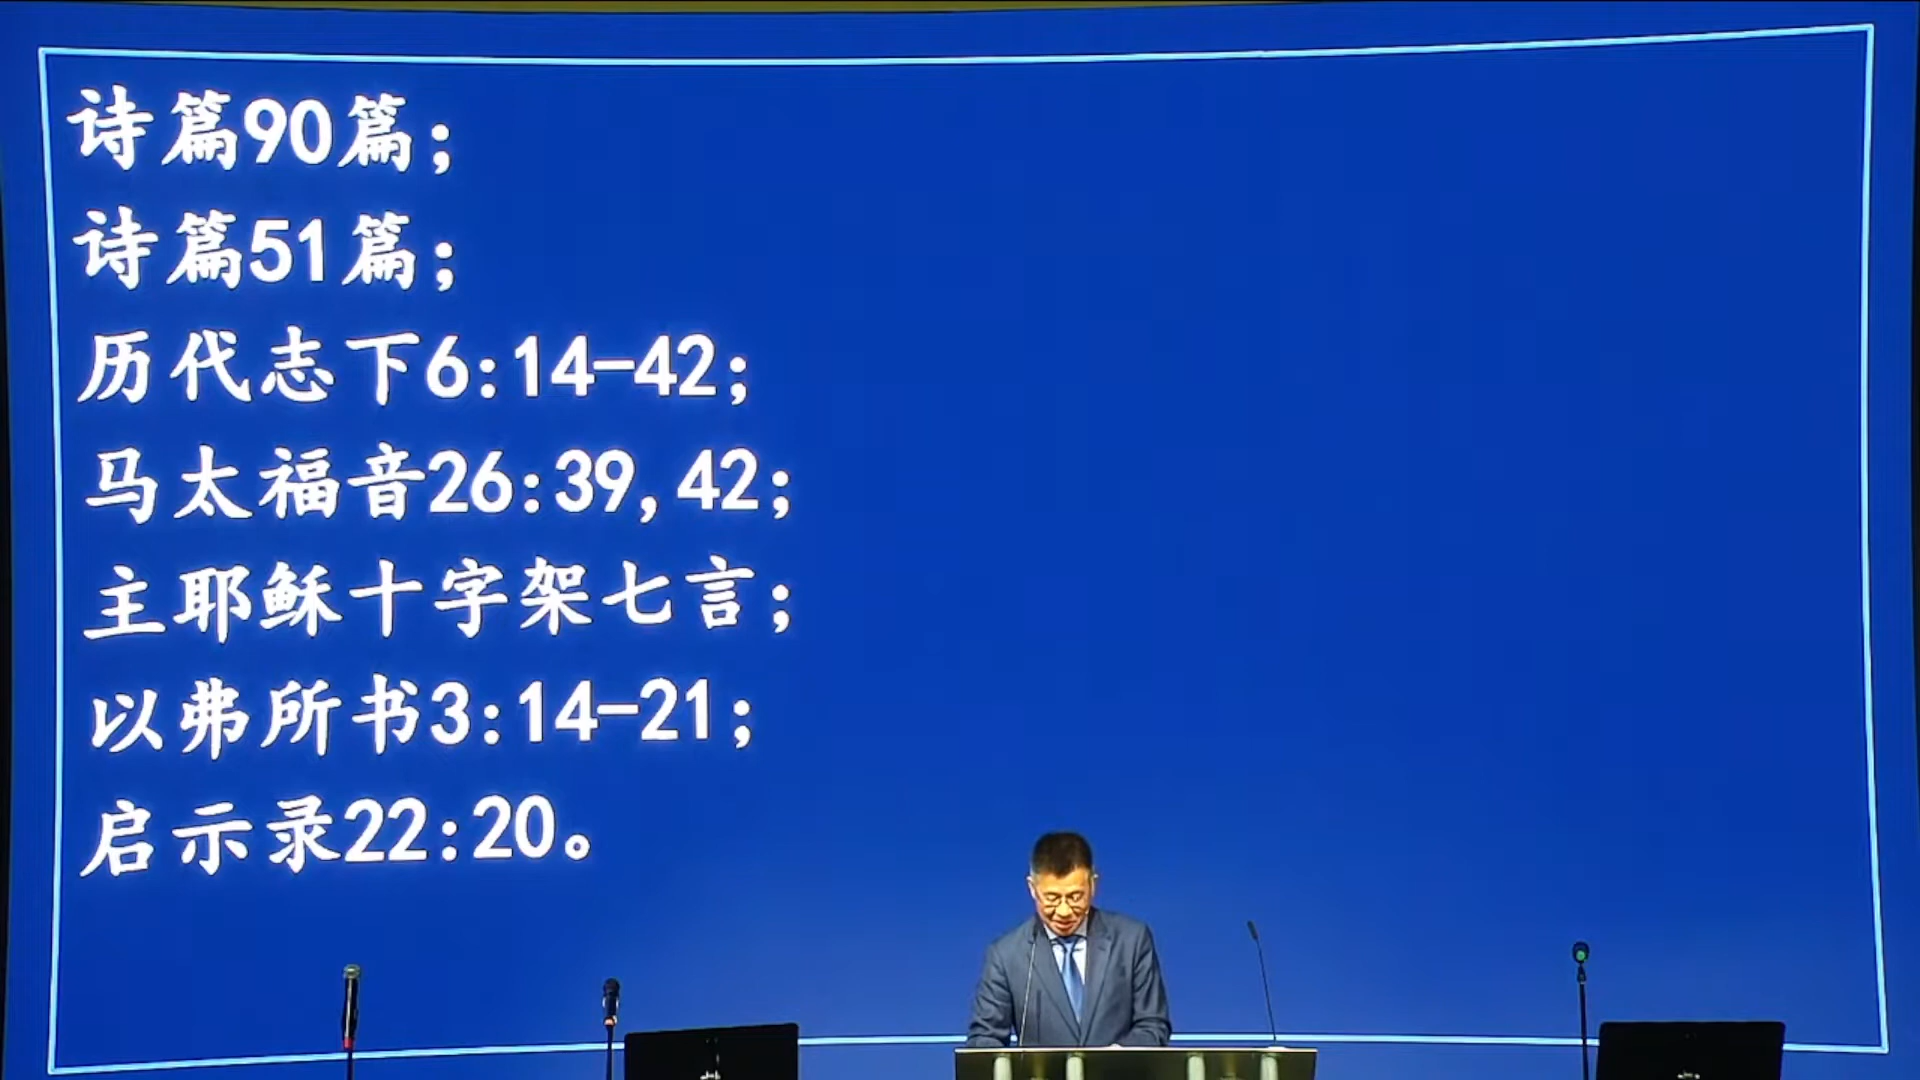 诗篇90篇；
诗篇51篇；
历代志下6:14-42；
马太福音26:39,42；
主耶稣十字架七言；
以弗所书3:14-21；
启示录22:20。